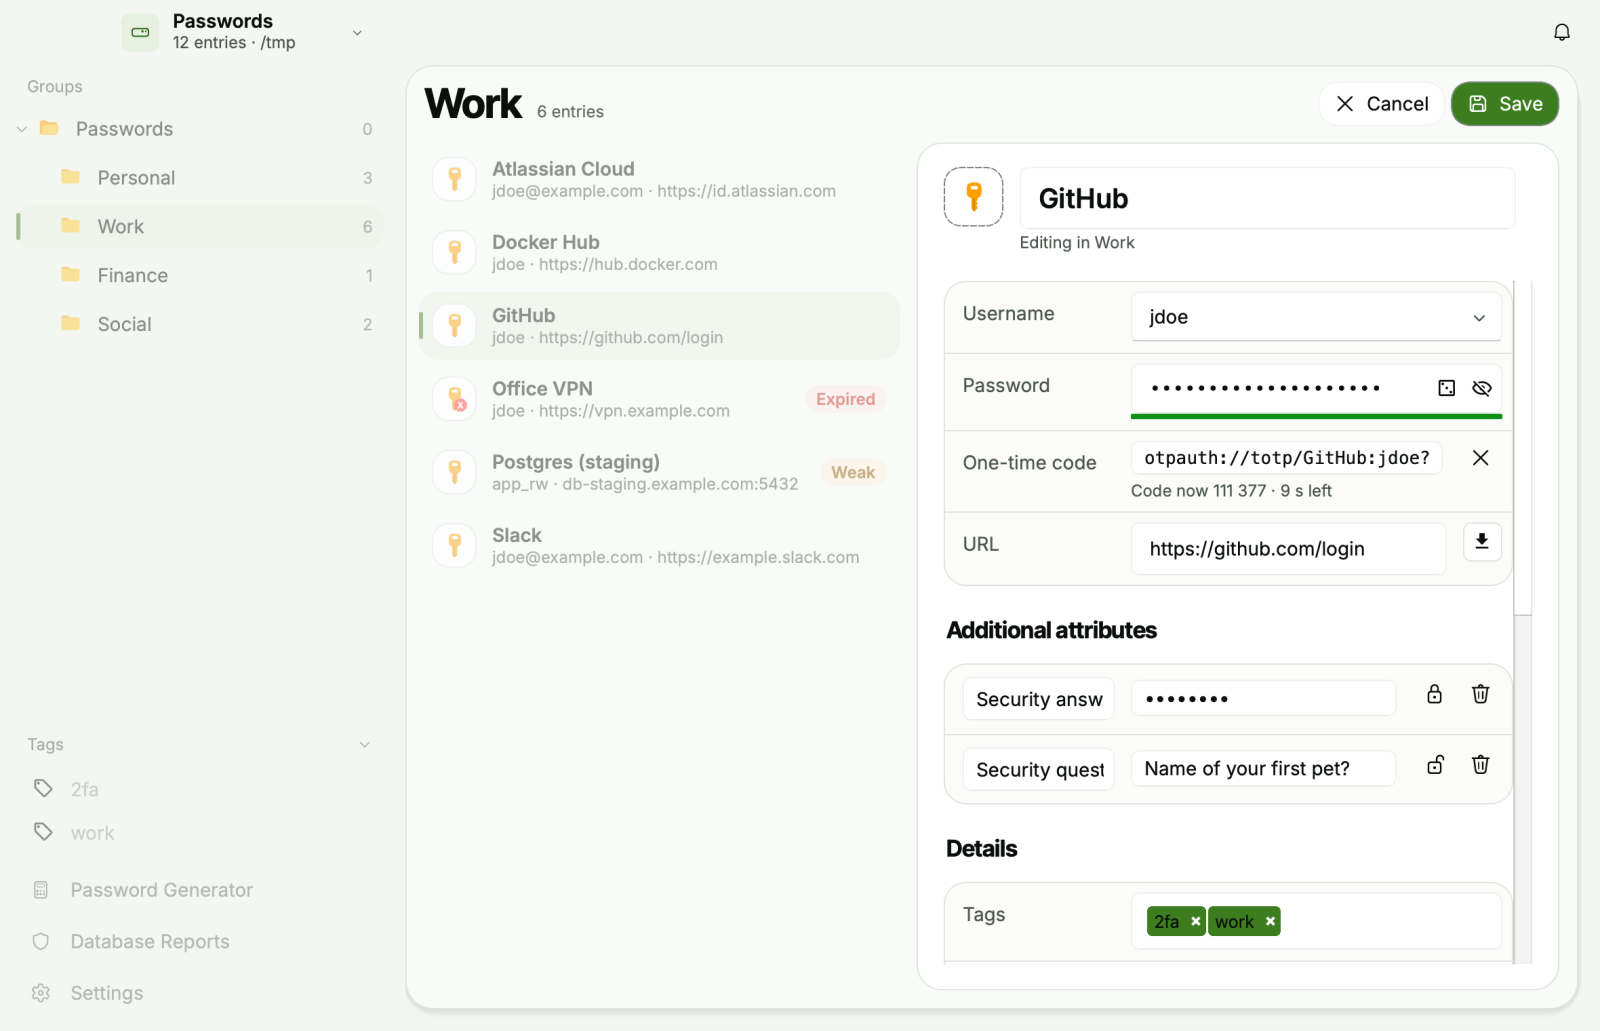 Passwords
12 entries · /tmp
Groups
Passwords 0
Personal 3
Work 6
Finance 1
Social 2
Tags
2fa
work
Password Generator
Database Reports
Settings
Work 6 entries
Cancel
Save
Atlassian Cloud
jdoe@example.com · https://id.atlassian.com
Docker Hub
jdoe · https://hub.docker.com
GitHub
jdoe · https://github.com/login
Office VPN
jdoe · https://vpn.example.com
Expired
Postgres (staging)
app_rw · db-staging.example.com:5432
Weak
Slack
jdoe@example.com · https://example.slack.com
GitHub
Editing in Work
Username jdoe
Password ••••••••••••••••••••
One-time code otpauth://totp/GitHub:jdoe?
Code now 111 377 · 9 s left
URL https://github.com/login
Additional attributes
Security answ ••••••••
Security quest Name of your first pet?
Details
Tags 2fa × work ×